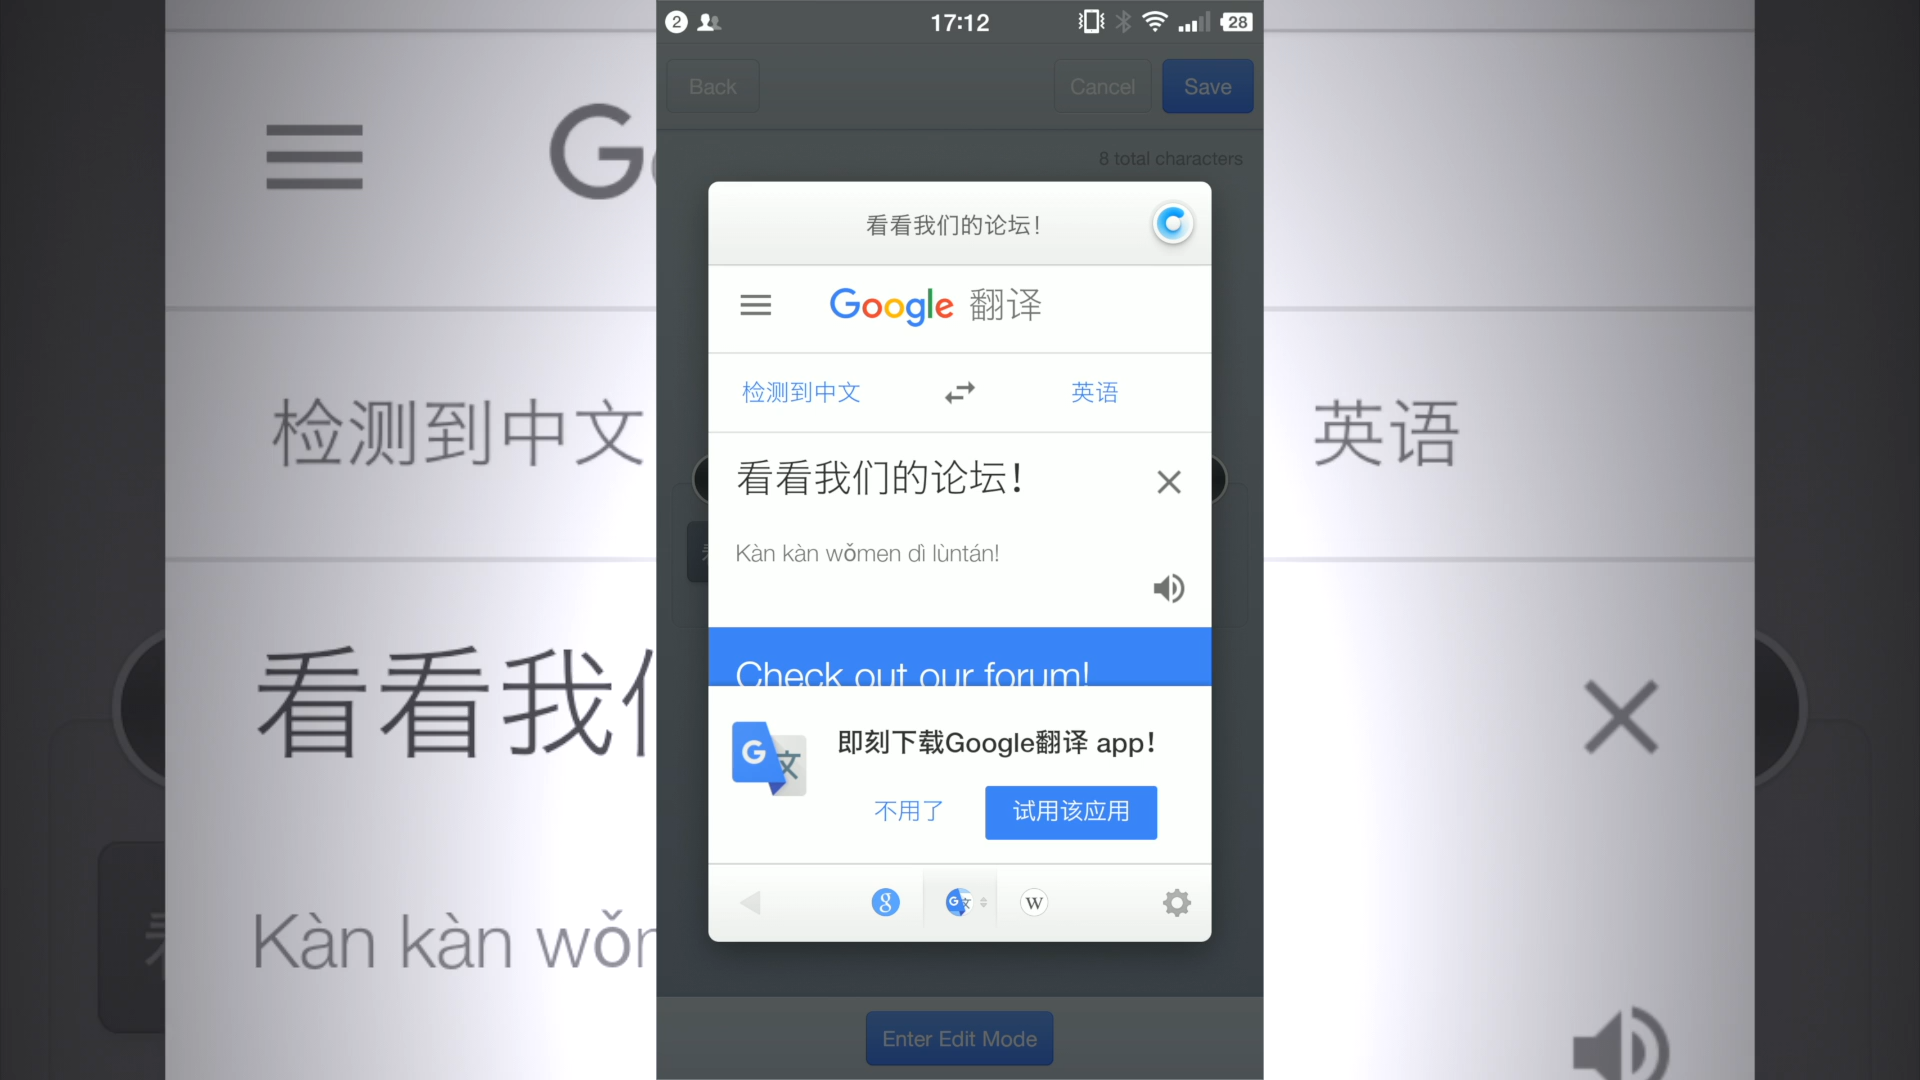 2
17:12
28
Back
Cancel
Save
8 total characters
看看我们的论坛!
Google 翻译
检测到中文
英语
看看我们的论坛!
Kàn kàn wǒmen dì lùntán!
Check out our forum!
即刻下载Google翻译 app!
不用了
试用该应用
g
G文
W
Enter Edit Mode
G
检测到中文
英语
看看我
Kàn kàn